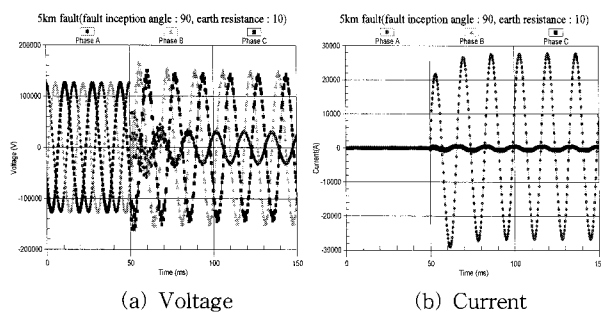 5km fault(fault inception angle : 90, earth resistance : 10)
Phase A Phase B Phase C
200000
100000
0
-100000
-200000
Voltage (V)
0 50 100 150
Time (ms)
(a) Voltage
5km fault(fault inception angle : 90, earth resistance : 10)
Phase A Phase B Phase C
30000
20000
10000
0
-10000
-20000
-30000
Current(A)
0 50 100 150
Time (ms)
(b) Current